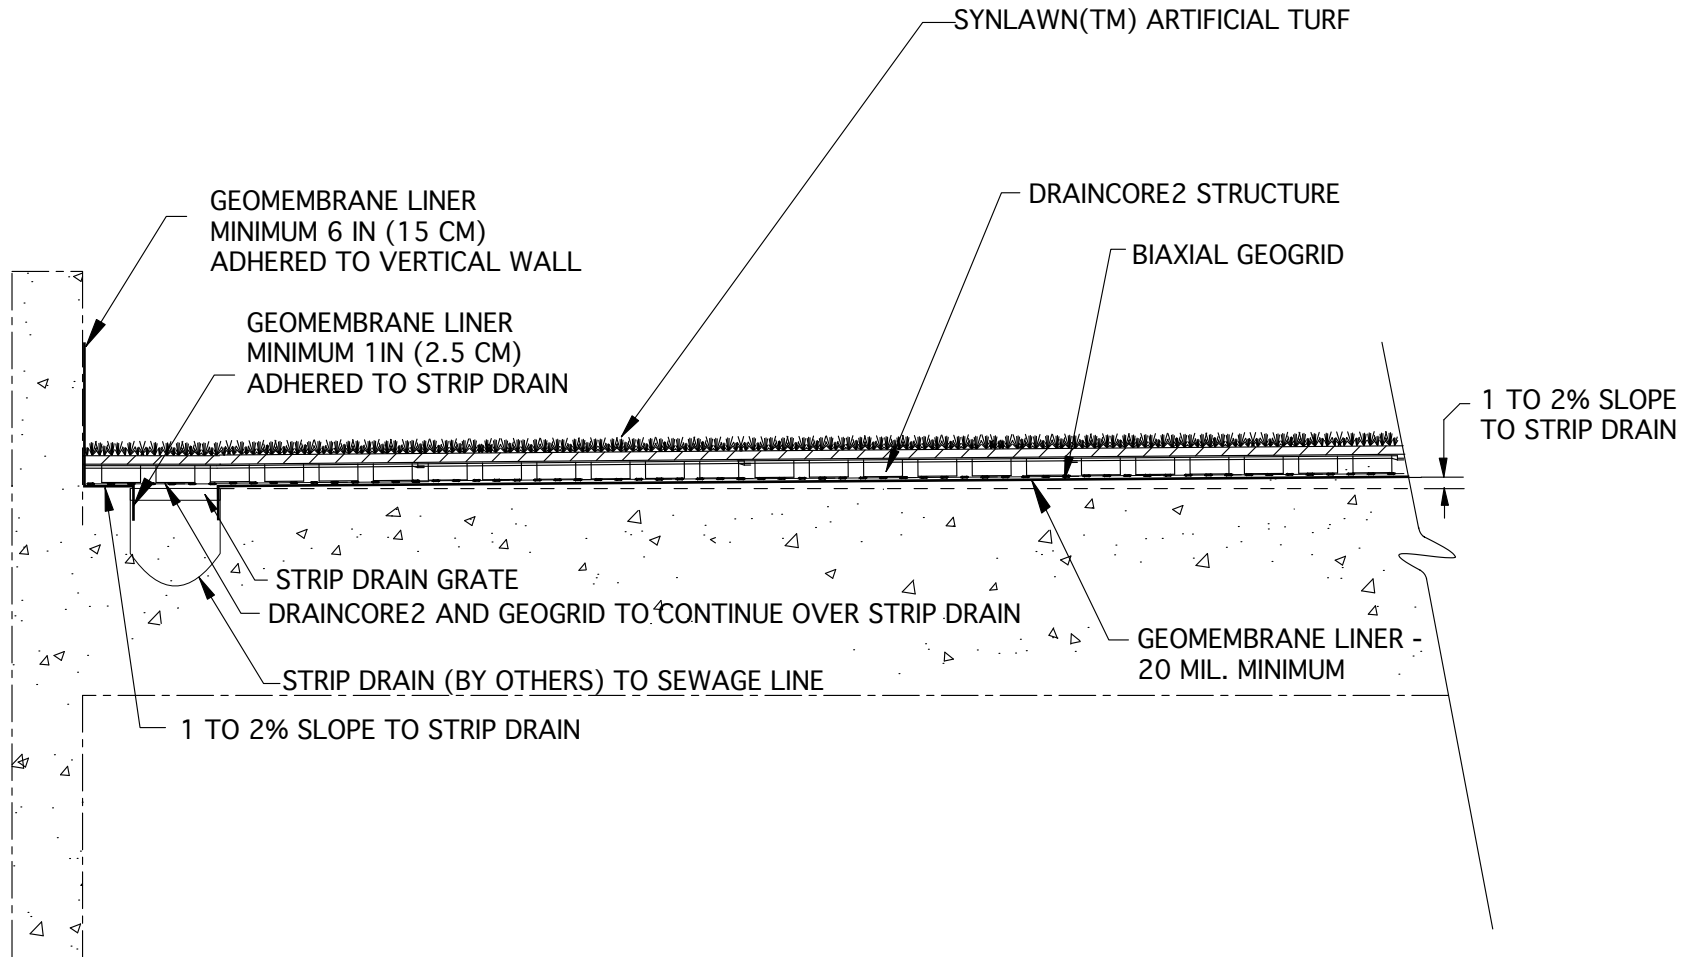 SYNLAWN(TM) ARTIFICIAL TURF
GEOMEMBRANE LINER
MINIMUM 6 IN (15 CM)
ADHERED TO VERTICAL WALL
DRAINCORE2 STRUCTURE
BIAXIAL GEOGRID
GEOMEMBRANE LINER
MINIMUM 1IN (2.5 CM)
ADHERED TO STRIP DRAIN
1 TO 2% SLOPE
TO STRIP DRAIN
STRIP DRAIN GRATE
DRAINCORE2 AND GEOGRID TO CONTINUE OVER STRIP DRAIN
GEOMEMBRANE LINER -
20 MIL. MINIMUM
STRIP DRAIN (BY OTHERS) TO SEWAGE LINE
1 TO 2% SLOPE TO STRIP DRAIN